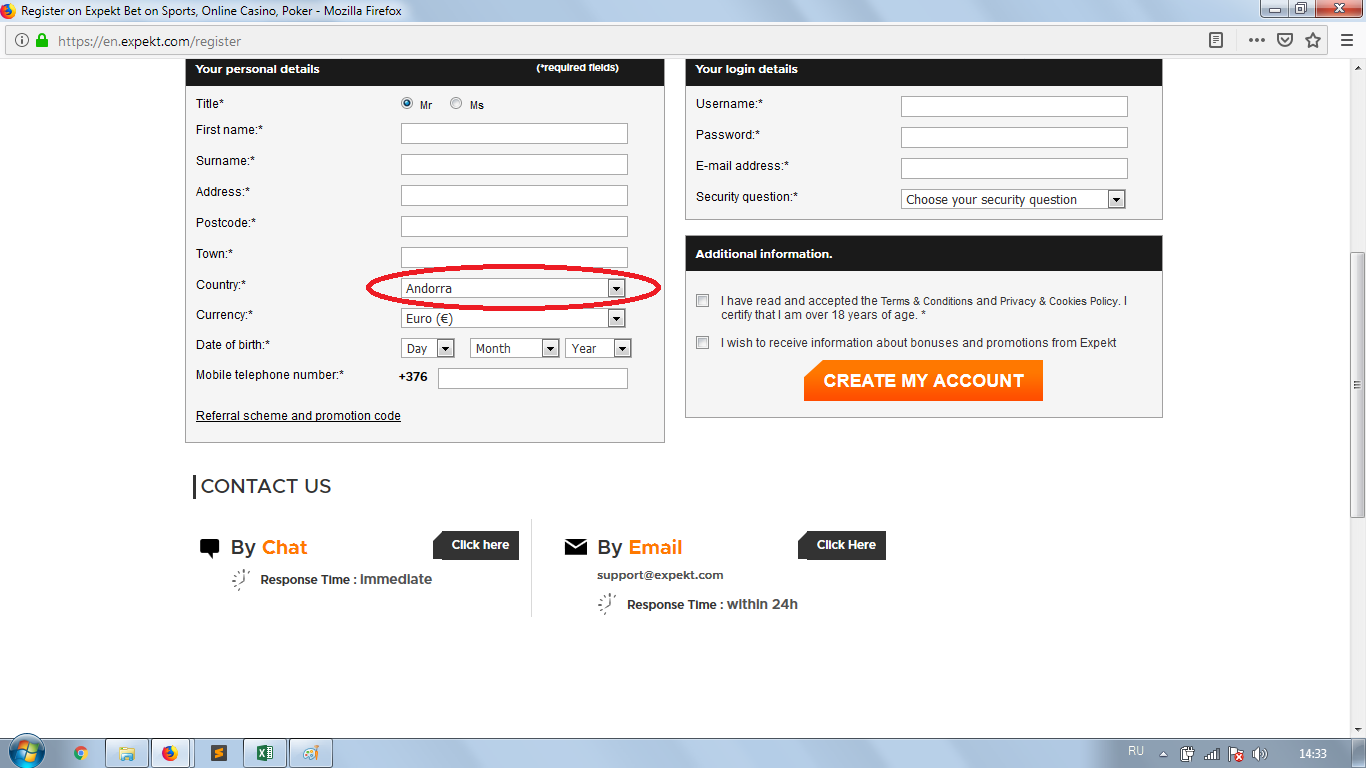 Register on Expekt Bet on Sports, Online Casino, Poker - Mozilla Firefox
https://en.expekt.com/register
Your personal details (*required fields)
Title* Mr Ms
First name:*
Surname:*
Address:*
Postcode:*
Town:*
Country:* Andorra
Currency:* Euro (€)
Date of birth:* Day Month Year
Mobile telephone number:* +376
Referral scheme and promotion code
Your login details
Username:*
Password:*
E-mail address:*
Security question:* Choose your security question
Additional information.
I have read and accepted the Terms & Conditions and Privacy & Cookies Policy. I
certify that I am over 18 years of age. *
I wish to receive information about bonuses and promotions from Expekt
CREATE MY ACCOUNT
CONTACT US
By Chat Click here
Response Time : Immediate
By Email Click Here
support@expekt.com
Response Time : within 24h
RU 14:33